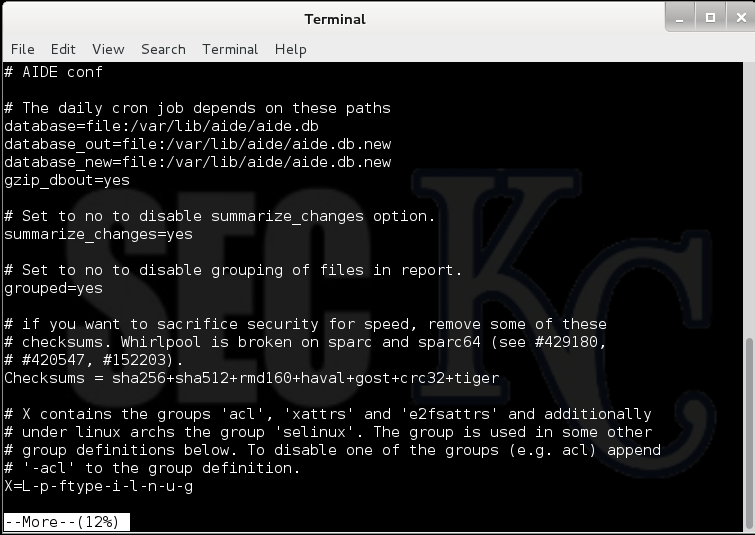 Terminal
File Edit View Search Terminal Help
# AIDE conf
# The daily cron job depends on these paths
database=file:/var/lib/aide/aide.db
database_out=file:/var/lib/aide/aide.db.new
database_new=file:/var/lib/aide/aide.db.new
gzip_dbout=yes
# Set to no to disable summarize_changes option.
summarize_changes=yes
# Set to no to disable grouping of files in report.
grouped=yes
# if you want to sacrifice security for speed, remove some of these
# checksums. Whirlpool is broken on sparc and sparc64 (see #429180,
# #420547, #152203).
Checksums = sha256+sha512+rmd160+haval+gost+crc32+tiger
# X contains the groups 'acl', 'xattrs' and 'e2fsattrs' and additionally
# under linux archs the group 'selinux'. The group is used in some other
# group definitions below. To disable one of the groups (e.g. acl) append
# '-acl' to the group definition.
X=L-p-ftype-i-l-n-u-g
--More--(12%)
SEC KC